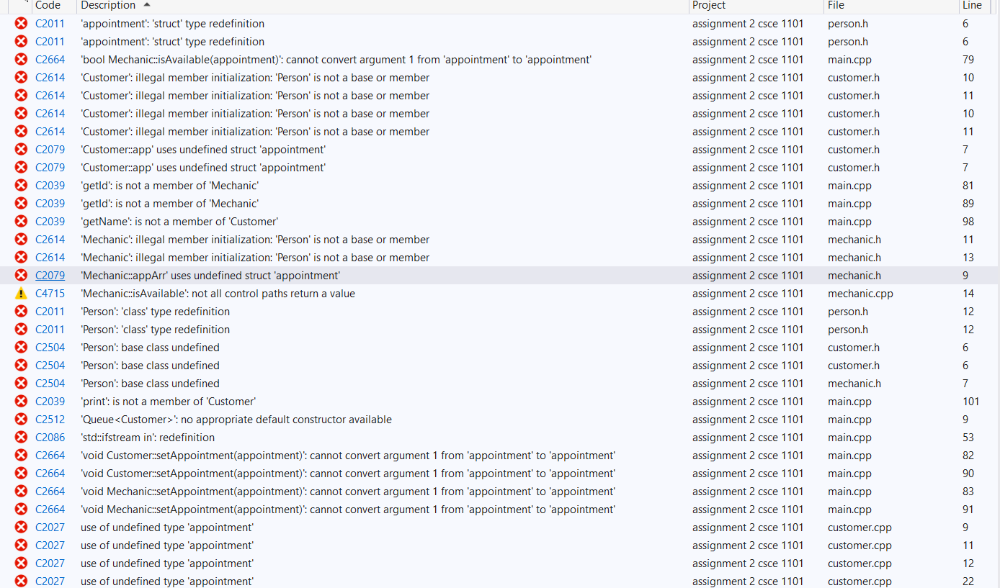 Code Description Project File Line
C2011 'appointment': 'struct' type redefinition assignment 2 csce 1101 person.h 6
C2011 'appointment': 'struct' type redefinition assignment 2 csce 1101 person.h 6
C2664 'bool Mechanic::isAvailable(appointment)': cannot convert argument 1 from 'appointment' to 'appointment' assignment 2 csce 1101 main.cpp 79
C2614 'Customer': illegal member initialization: 'Person' is not a base or member assignment 2 csce 1101 customer.h 10
C2614 'Customer': illegal member initialization: 'Person' is not a base or member assignment 2 csce 1101 customer.h 11
C2614 'Customer': illegal member initialization: 'Person' is not a base or member assignment 2 csce 1101 customer.h 10
C2614 'Customer': illegal member initialization: 'Person' is not a base or member assignment 2 csce 1101 customer.h 11
C2079 'Customer::app' uses undefined struct 'appointment' assignment 2 csce 1101 customer.h 7
C2079 'Customer::app' uses undefined struct 'appointment' assignment 2 csce 1101 customer.h 7
C2039 'getId': is not a member of 'Mechanic' assignment 2 csce 1101 main.cpp 81
C2039 'getId': is not a member of 'Mechanic' assignment 2 csce 1101 main.cpp 89
C2039 'getName': is not a member of 'Customer' assignment 2 csce 1101 main.cpp 98
C2614 'Mechanic': illegal member initialization: 'Person' is not a base or member assignment 2 csce 1101 mechanic.h 11
C2614 'Mechanic': illegal member initialization: 'Person' is not a base or member assignment 2 csce 1101 mechanic.h 13
C2079 'Mechanic::appArr' uses undefined struct 'appointment' assignment 2 csce 1101 mechanic.h 9
C4715 'Mechanic::isAvailable': not all control paths return a value assignment 2 csce 1101 mechanic.cpp 14
C2011 'Person': 'class' type redefinition assignment 2 csce 1101 person.h 12
C2011 'Person': 'class' type redefinition assignment 2 csce 1101 person.h 12
C2504 'Person': base class undefined assignment 2 csce 1101 customer.h 6
C2504 'Person': base class undefined assignment 2 csce 1101 customer.h 6
C2504 'Person': base class undefined assignment 2 csce 1101 mechanic.h 7
C2039 'print': is not a member of 'Customer' assignment 2 csce 1101 main.cpp 101
C2512 'Queue<Customer>': no appropriate default constructor available assignment 2 csce 1101 main.cpp 9
C2086 'std::ifstream in': redefinition assignment 2 csce 1101 main.cpp 53
C2664 'void Customer::setAppointment(appointment)': cannot convert argument 1 from 'appointment' to 'appointment' assignment 2 csce 1101 main.cpp 82
C2664 'void Customer::setAppointment(appointment)': cannot convert argument 1 from 'appointment' to 'appointment' assignment 2 csce 1101 main.cpp 90
C2664 'void Mechanic::setAppointment(appointment)': cannot convert argument 1 from 'appointment' to 'appointment' assignment 2 csce 1101 main.cpp 83
C2664 'void Mechanic::setAppointment(appointment)': cannot convert argument 1 from 'appointment' to 'appointment' assignment 2 csce 1101 main.cpp 91
C2027 use of undefined type 'appointment' assignment 2 csce 1101 customer.cpp 9
C2027 use of undefined type 'appointment' assignment 2 csce 1101 customer.cpp 11
C2027 use of undefined type 'appointment' assignment 2 csce 1101 customer.cpp 12
C2027 use of undefined type 'appointment' assignment 2 csce 1101 customer.cpp 22